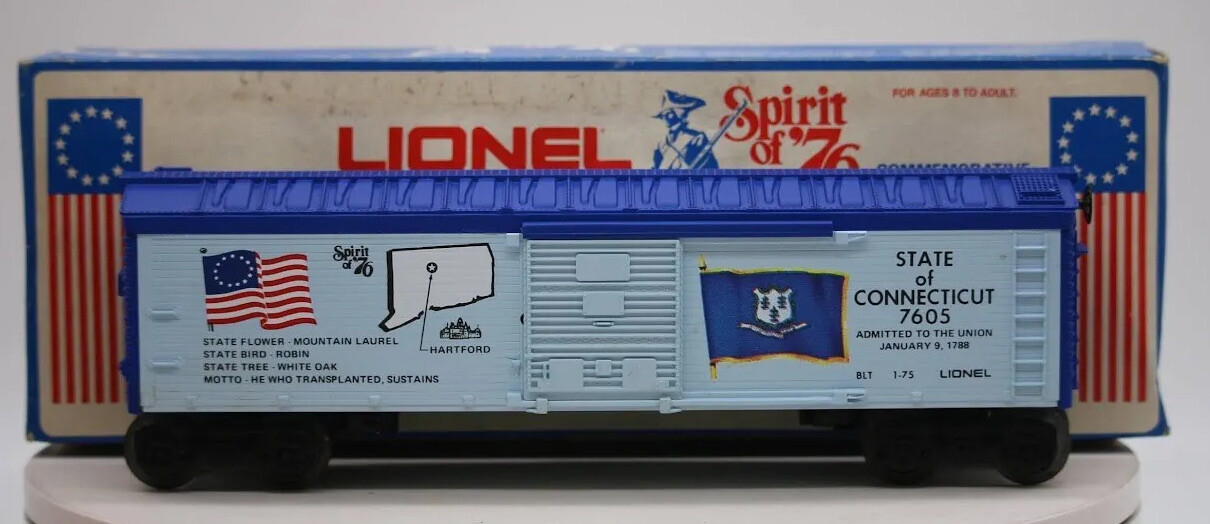 FOR AGES 8 TO ADULT.
LIONEL
Spirit
of '76
COMMEMORATIVE
Spirit
of '76
HARTFORD
STATE FLOWER - MOUNTAIN LAUREL
STATE BIRD - ROBIN
STATE TREE - WHITE OAK
MOTTO - HE WHO TRANSPLANTED, SUSTAINS
STATE
of
CONNECTICUT
7605
ADMITTED TO THE UNION
JANUARY 9, 1788
BLT 1-75 LIONEL